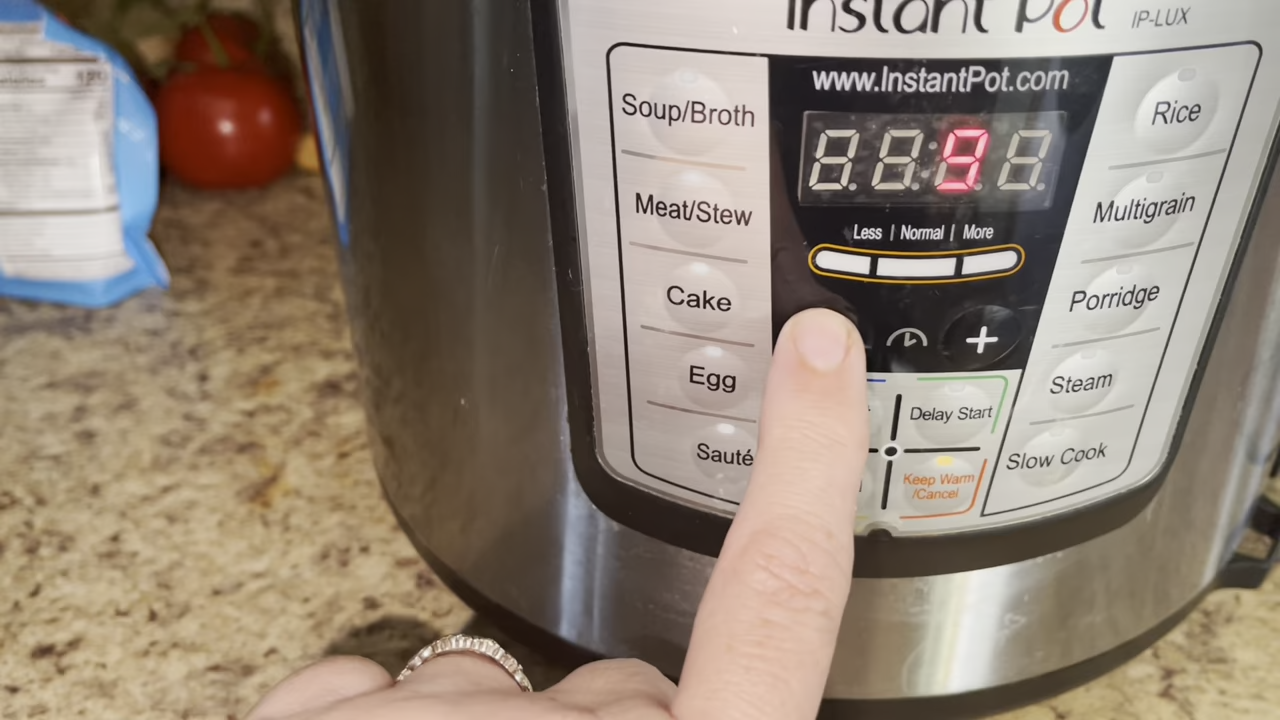 Instant Pot IP-LUX
www.InstantPot.com
Soup/Broth
Meat/Stew
Cake
Egg
Sauté
9
Less | Normal | More
+
Delay Start
Keep Warm
/Cancel
Rice
Multigrain
Porridge
Steam
Slow Cook